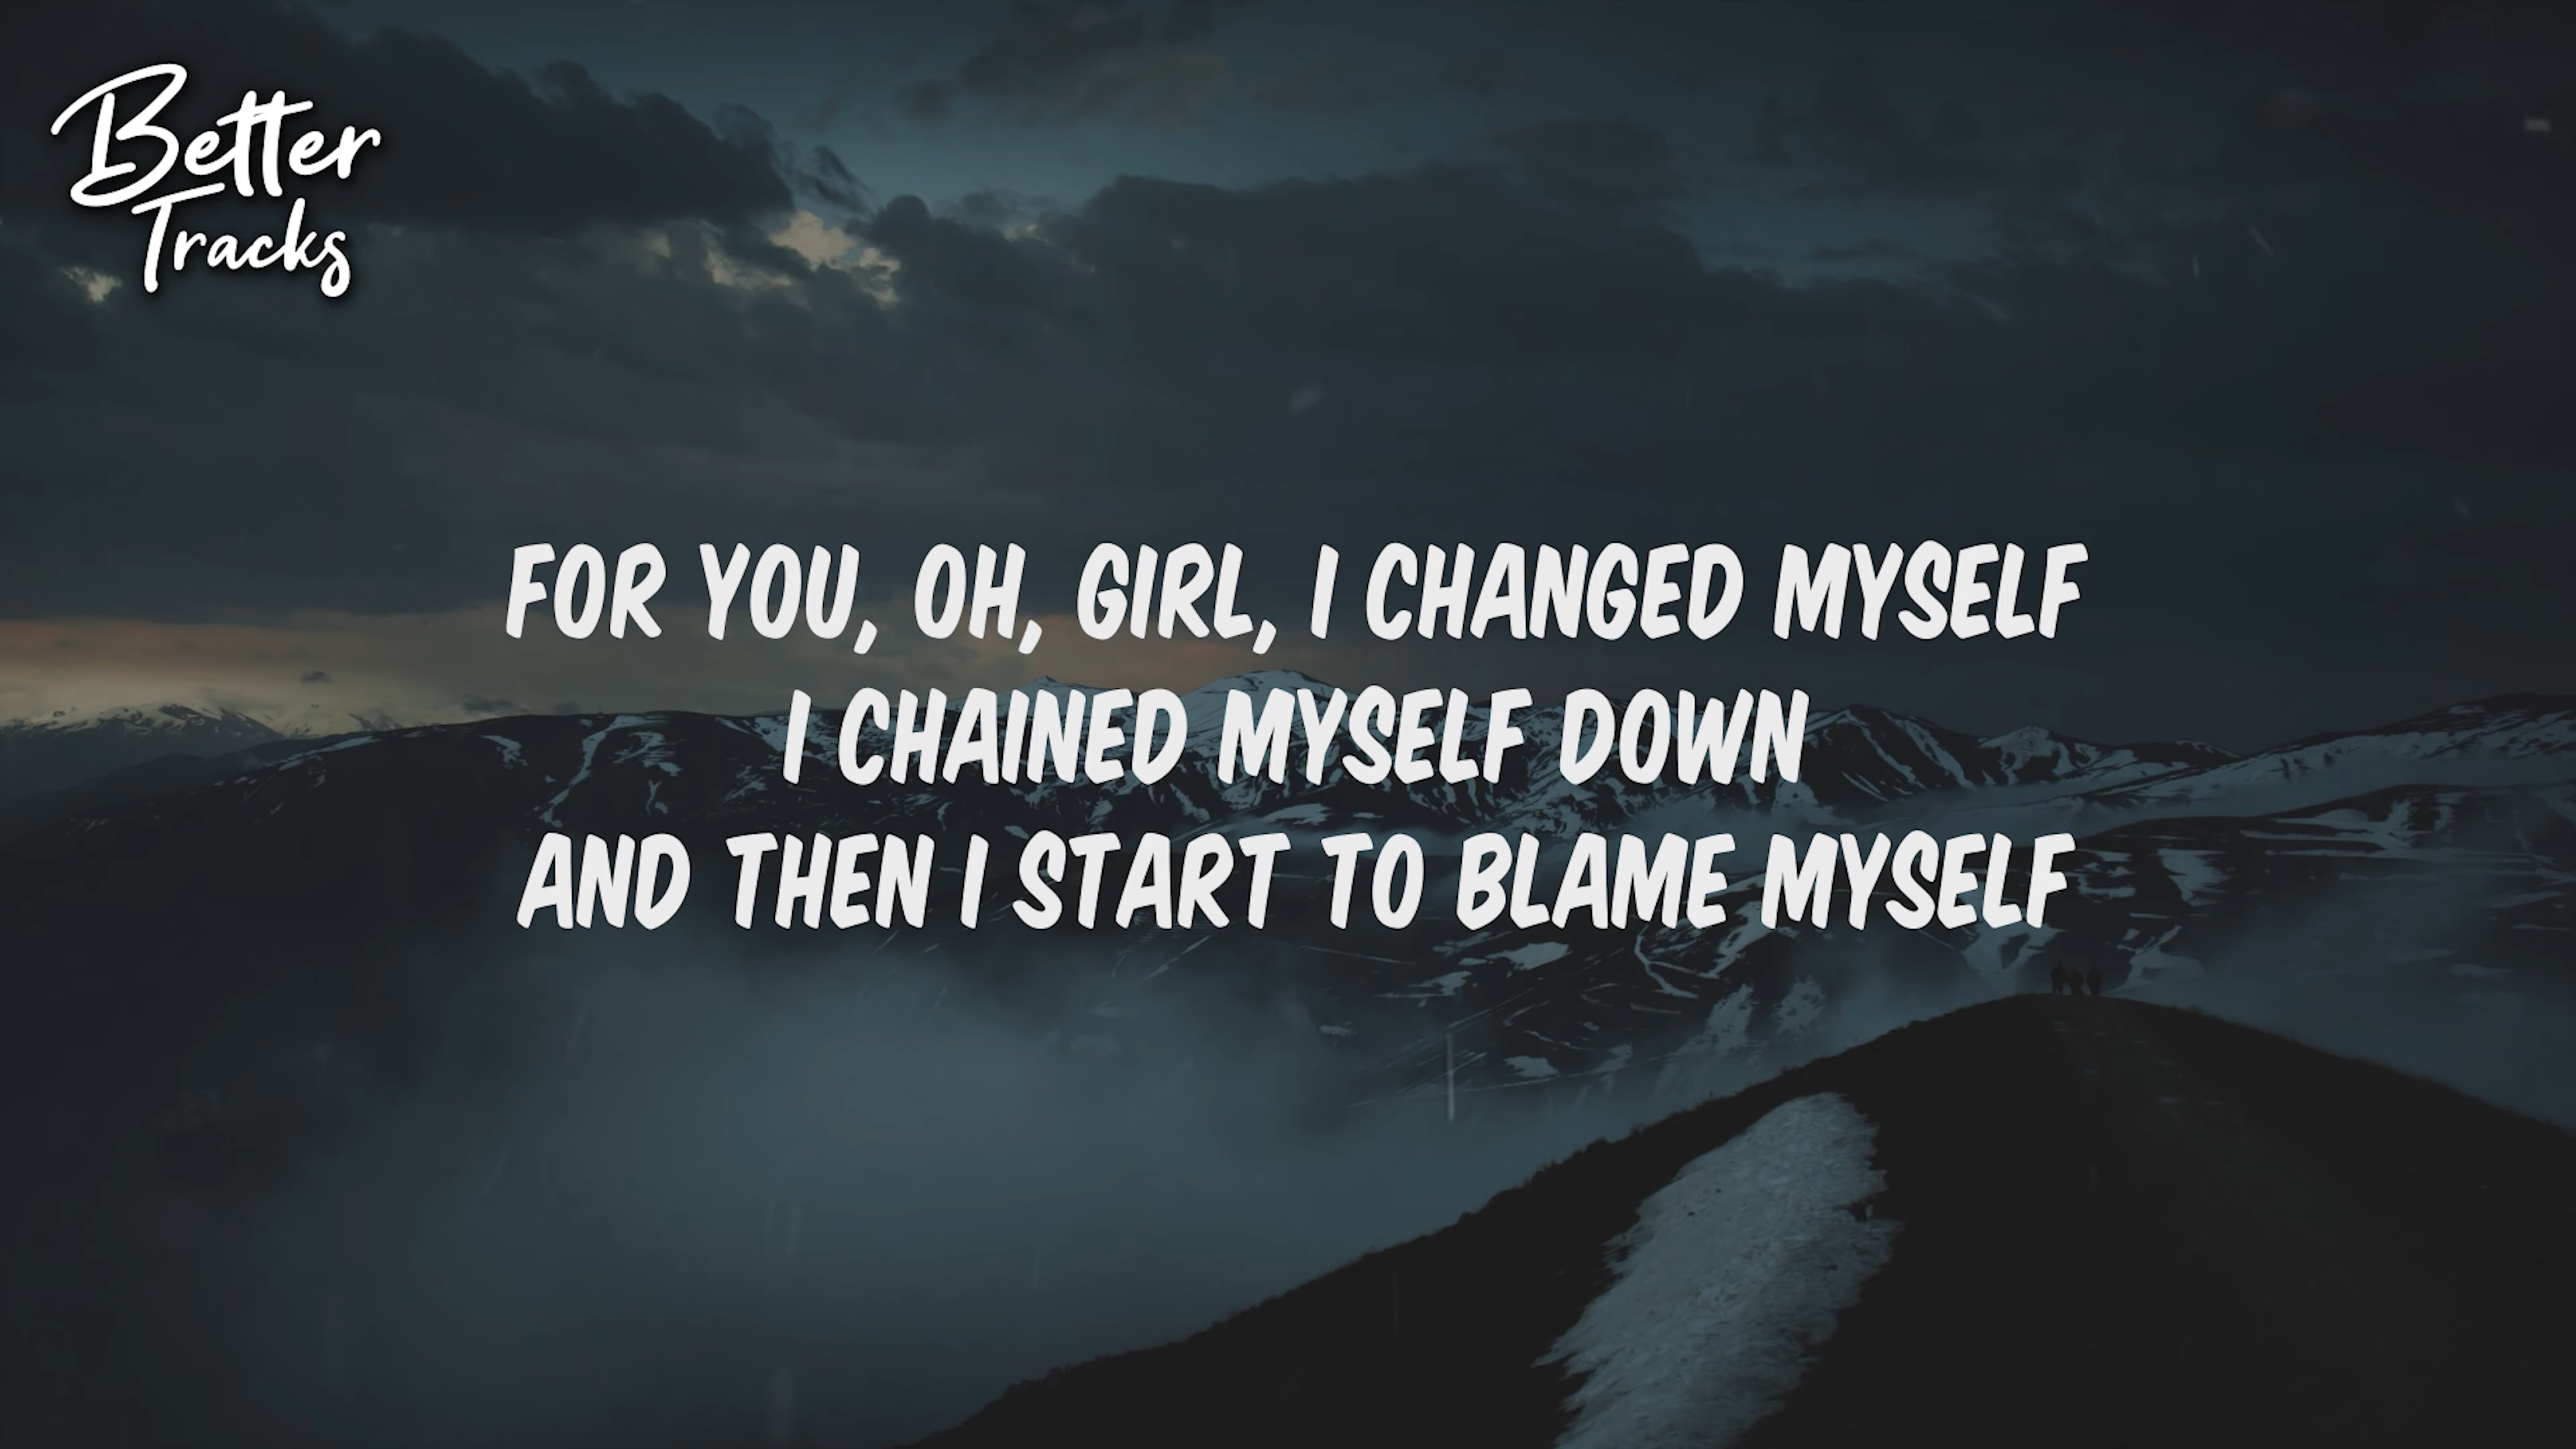 Better
Tracks
FOR YOU, OH, GIRL, I CHANGED MYSELF
I CHAINED MYSELF DOWN
AND THEN I START TO BLAME MYSELF